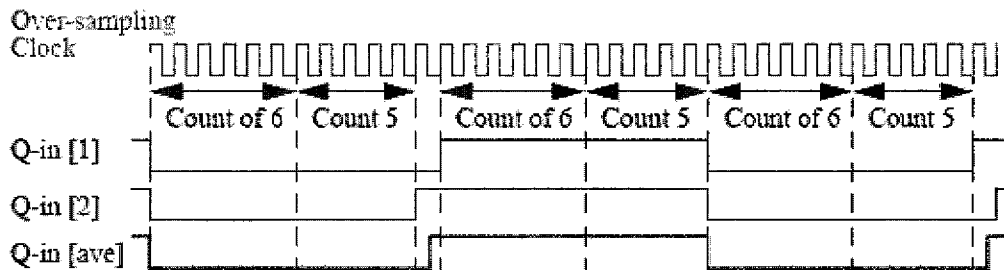 Over-sampling
Clock
Count of 6 Count 5 Count of 6 Count 5 Count of 6 Count 5
Q-in [1]
Q-in [2]
Q-in [ave]